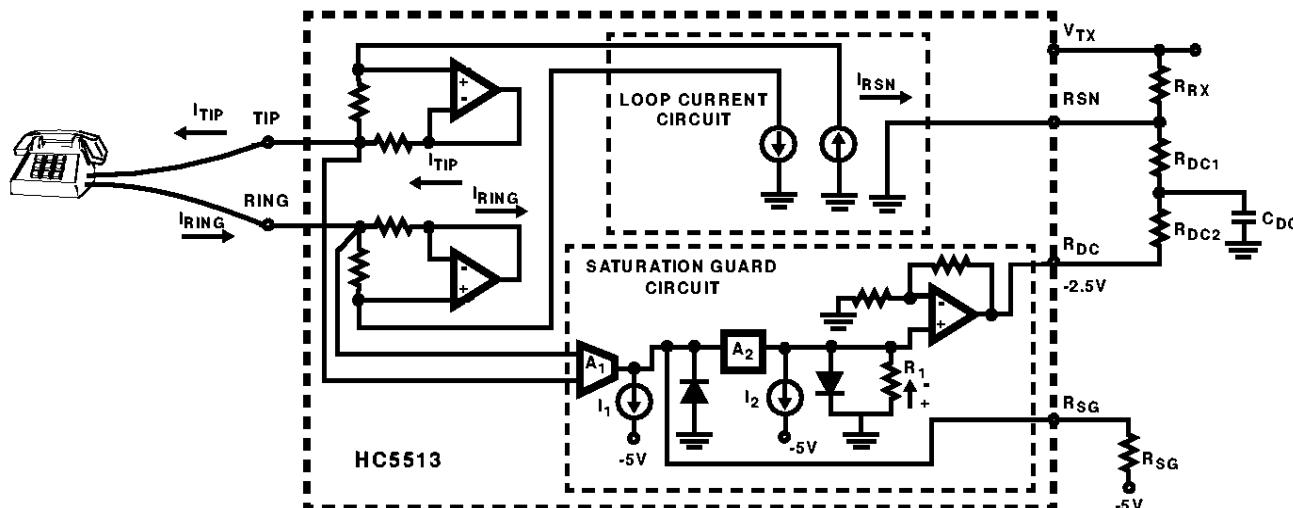 V_TX
R_RX
I_RSN
RSN
LOOP CURRENT
CIRCUIT
+
-
I_TIP
TIP
I_TIP
R_DC1
RING
I_RING
I_RING
R_DC2
C_DC
R_DC
-2.5V
SATURATION GUARD
CIRCUIT
-
+
-
+
A_1
A_2
R_1
-
+
I_1
I_2
-5V
-5V
R_SG
R_SG
-5V
HC5513